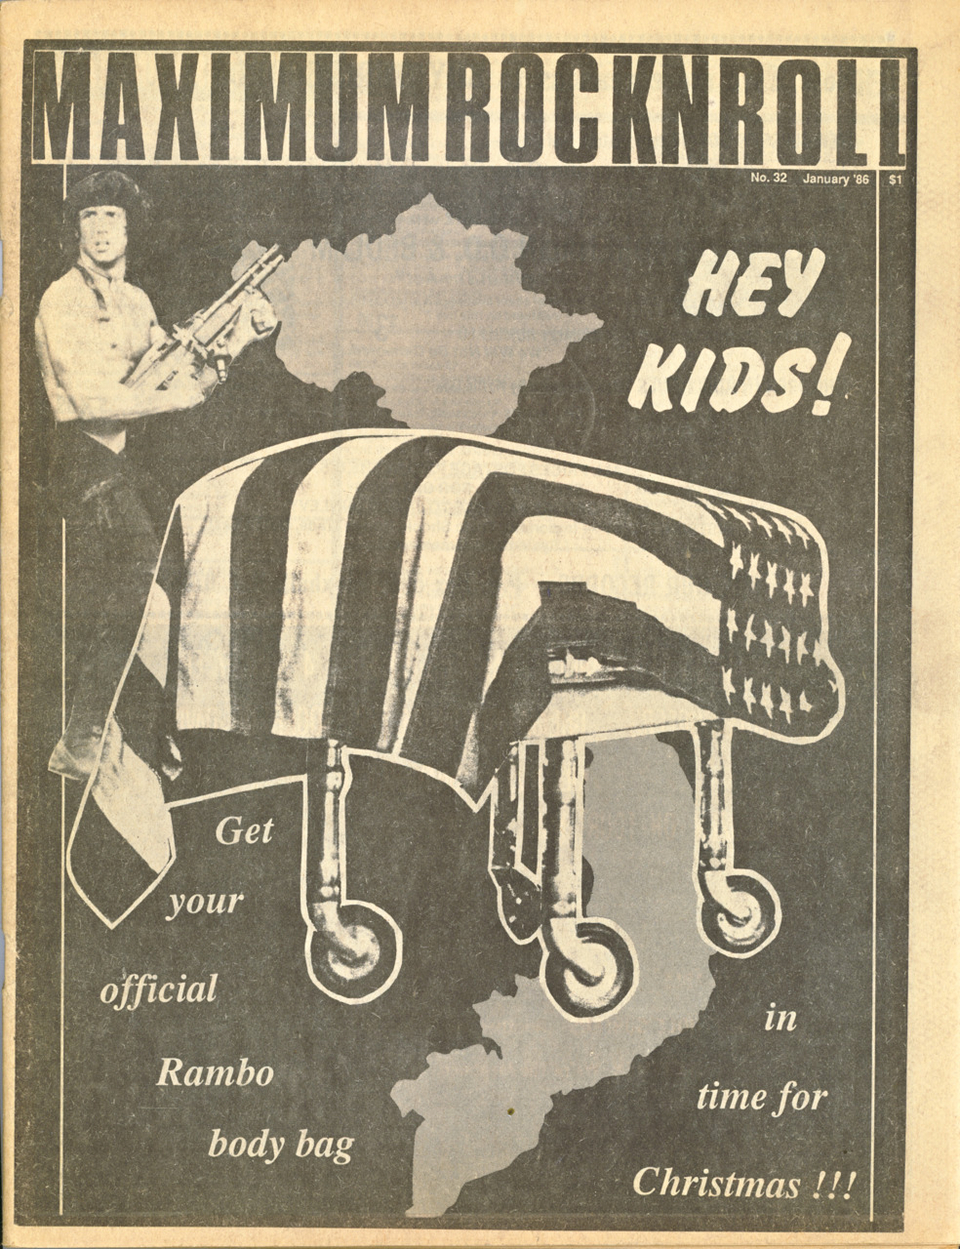 MAXIMUMROCKNROLL
No. 32 January '86 $1
HEY
KIDS!
Get
your
official
Rambo
body bag
in
time for
Christmas !!!